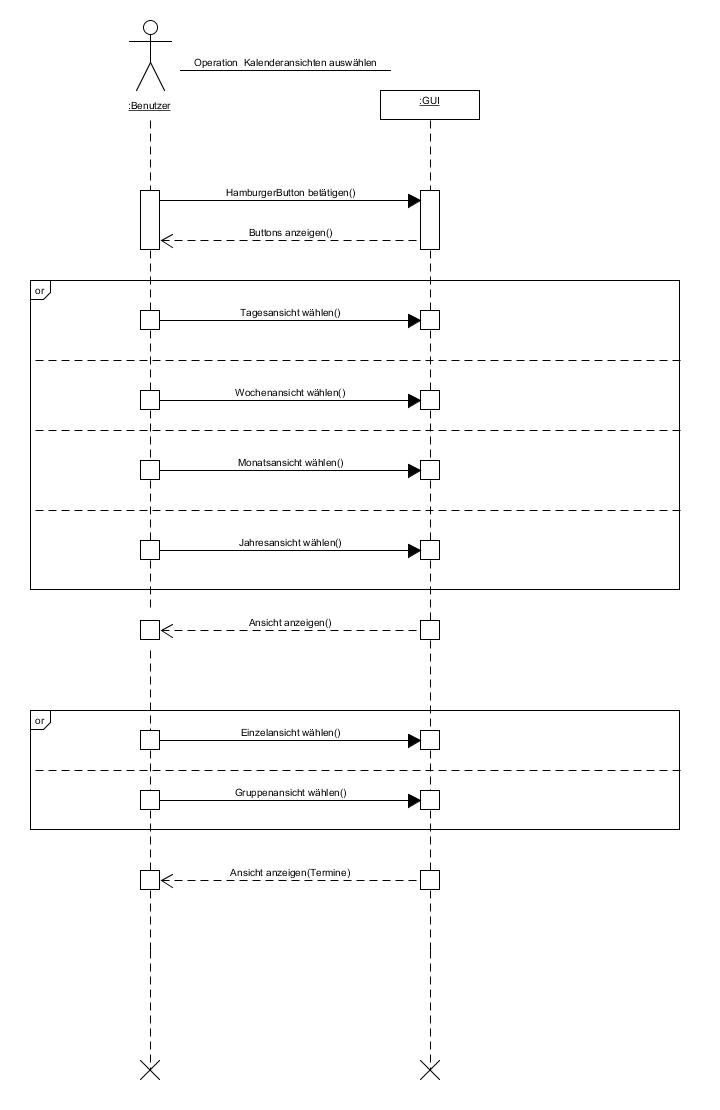 Operation  Kalenderansichten auswählen
:Benutzer
:GUI
HamburgerButton betätigen()
Buttons anzeigen()
or
Tagesansicht wählen()
Wochenansicht wählen()
Monatsansicht wählen()
Jahresansicht wählen()
Ansicht anzeigen()
or
Einzelansicht wählen()
Gruppenansicht wählen()
Ansicht anzeigen(Termine)